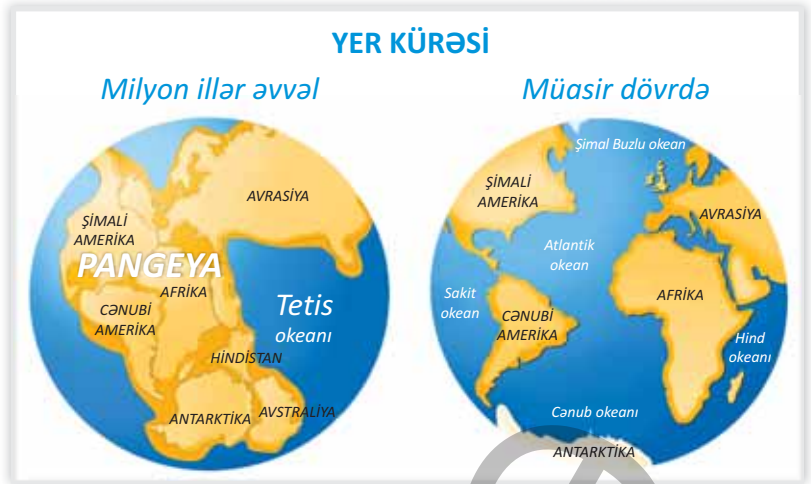 YER KÜRƏSİ
Milyon illər əvvəl
AVRASİYA
ŞİMALİ
AMERİKA
PANGEYA
AFRİKA
CƏNUBİ
AMERİKA
Tetis
okeanı
HİNDİSTAN
ANTARKTİKA
AVSTRALİYA
Müasir dövrdə
Şimal Buzlu okean
ŞİMALİ
AMERİKA
AVRASİYA
Atlantik
okean
Sakit
okean
AFRİKA
CƏNUBİ
AMERİKA
Hind
okeanı
Cənub okeanı
ANTARKTİKA